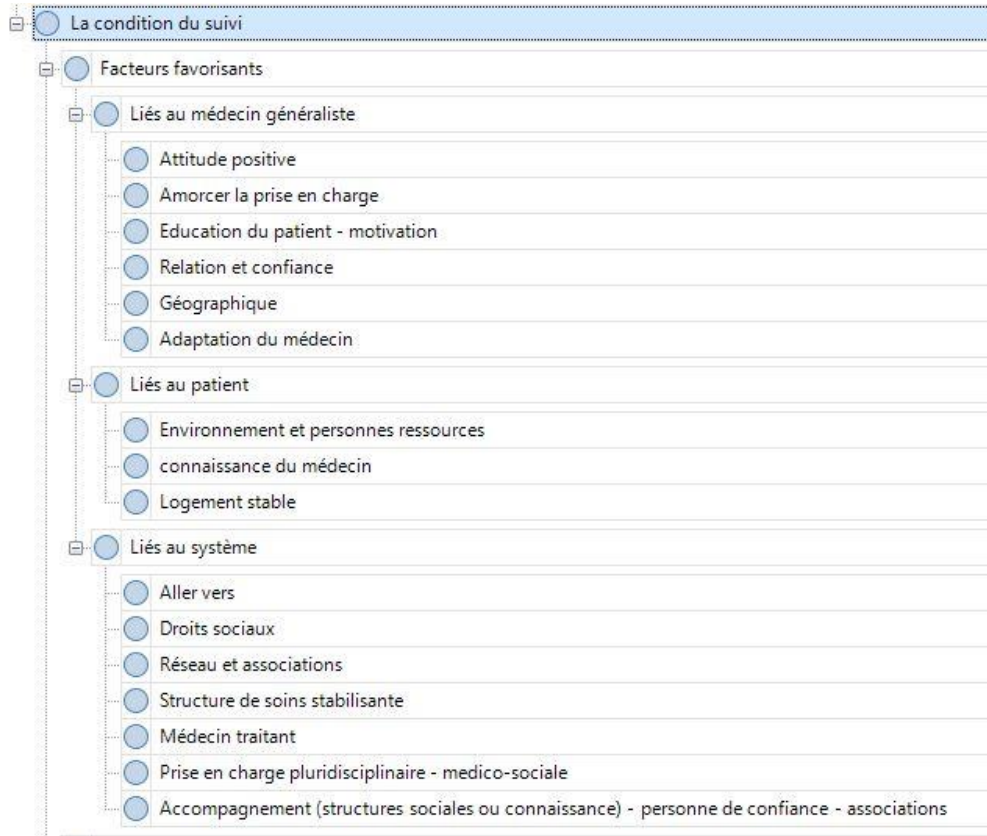 La condition du suivi
Facteurs favorisants
Liés au médecin généraliste
Attitude positive
Amorcer la prise en charge
Education du patient - motivation
Relation et confiance
Géographique
Adaptation du médecin
Liés au patient
Environnement et personnes ressources
connaissance du médecin
Logement stable
Liés au système
Aller vers
Droits sociaux
Réseau et associations
Structure de soins stabilisante
Médecin traitant
Prise en charge pluridisciplinaire - medico-sociale
Accompagnement (structures sociales ou connaissance) - personne de confiance - associations